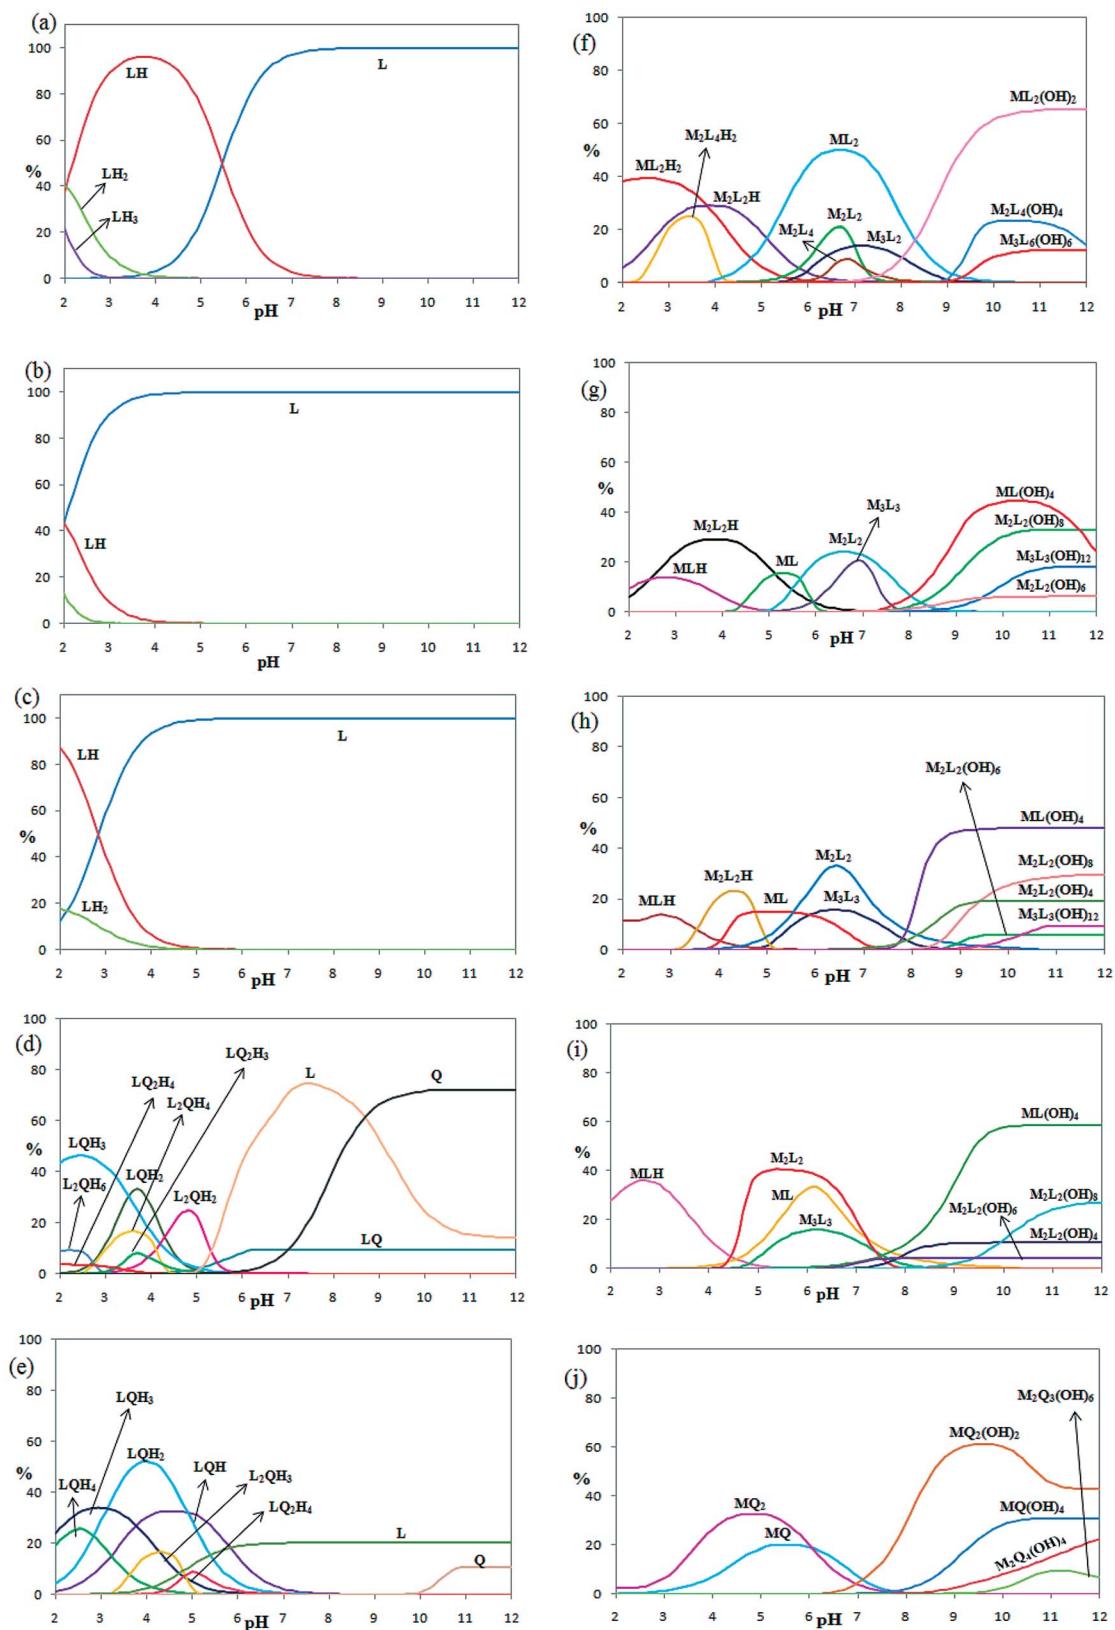 (a)
100
80
60
%
40
20
0
LH
L
LH₂
LH₃
2 3 4 5 6 7 8 9 10 11 12
pH
(b)
100
80
60
%
40
20
0
L
LH
2 3 4 5 6 7 8 9 10 11 12
pH
(c)
100
80
60
%
40
20
0
LH
L
LH₂
2 3 4 5 6 7 8 9 10 11 12
pH
(d)
100
80
60
%
40
20
0
LQ₂H₃
LQ₂H₄
L₂QH₄
L
Q
LQH₃
LQH₂
L₂QH₆
L₂QH₂
LQ
2 3 4 5 6 7 8 9 10 11 12
pH
(e)
100
80
60
%
40
20
0
LQH₃
LQH₂
LQH₄
LQH
L₂QH₃
LQ₂H₄
L
Q
2 3 4 5 6 7 8 9 10 11 12
pH
(f)
100
80
60
%
40
20
0
ML₂(OH)₂
M₂L₄H₂
ML₂
ML₂H₂
M₂L₂H
M₂L₄
M₂L₂
M₃L₂
M₂L₄(OH)₄
M₃L₆(OH)₆
2 3 4 5 6 7 8 9 10 11 12
pH
(g)
100
80
60
%
40
20
0
M₃L₃
M₂L₂H
MLH
ML
M₂L₂
ML(OH)₄
M₂L₂(OH)₈
M₃L₃(OH)₁₂
M₂L₂(OH)₆
2 3 4 5 6 7 8 9 10 11 12
pH
(h)
100
80
60
%
40
20
0
M₂L₂(OH)₆
ML(OH)₄
M₂L₂
M₂L₂H
MLH
ML
M₃L₃
M₂L₂(OH)₈
M₂L₂(OH)₄
M₃L₃(OH)₁₂
2 3 4 5 6 7 8 9 10 11 12
pH
(i)
100
80
60
%
40
20
0
ML(OH)₄
M₂L₂
MLH
ML
M₃L₃
M₂L₂(OH)₆
M₂L₂(OH)₈
M₂L₂(OH)₄
2 3 4 5 6 7 8 9 10 11 12
pH
(j)
100
80
60
%
40
20
0
M₂Q₃(OH)₆
MQ₂(OH)₂
MQ₂
MQ
MQ(OH)₄
M₂Q₄(OH)₄
2 3 4 5 6 7 8 9 10 11 12
pH